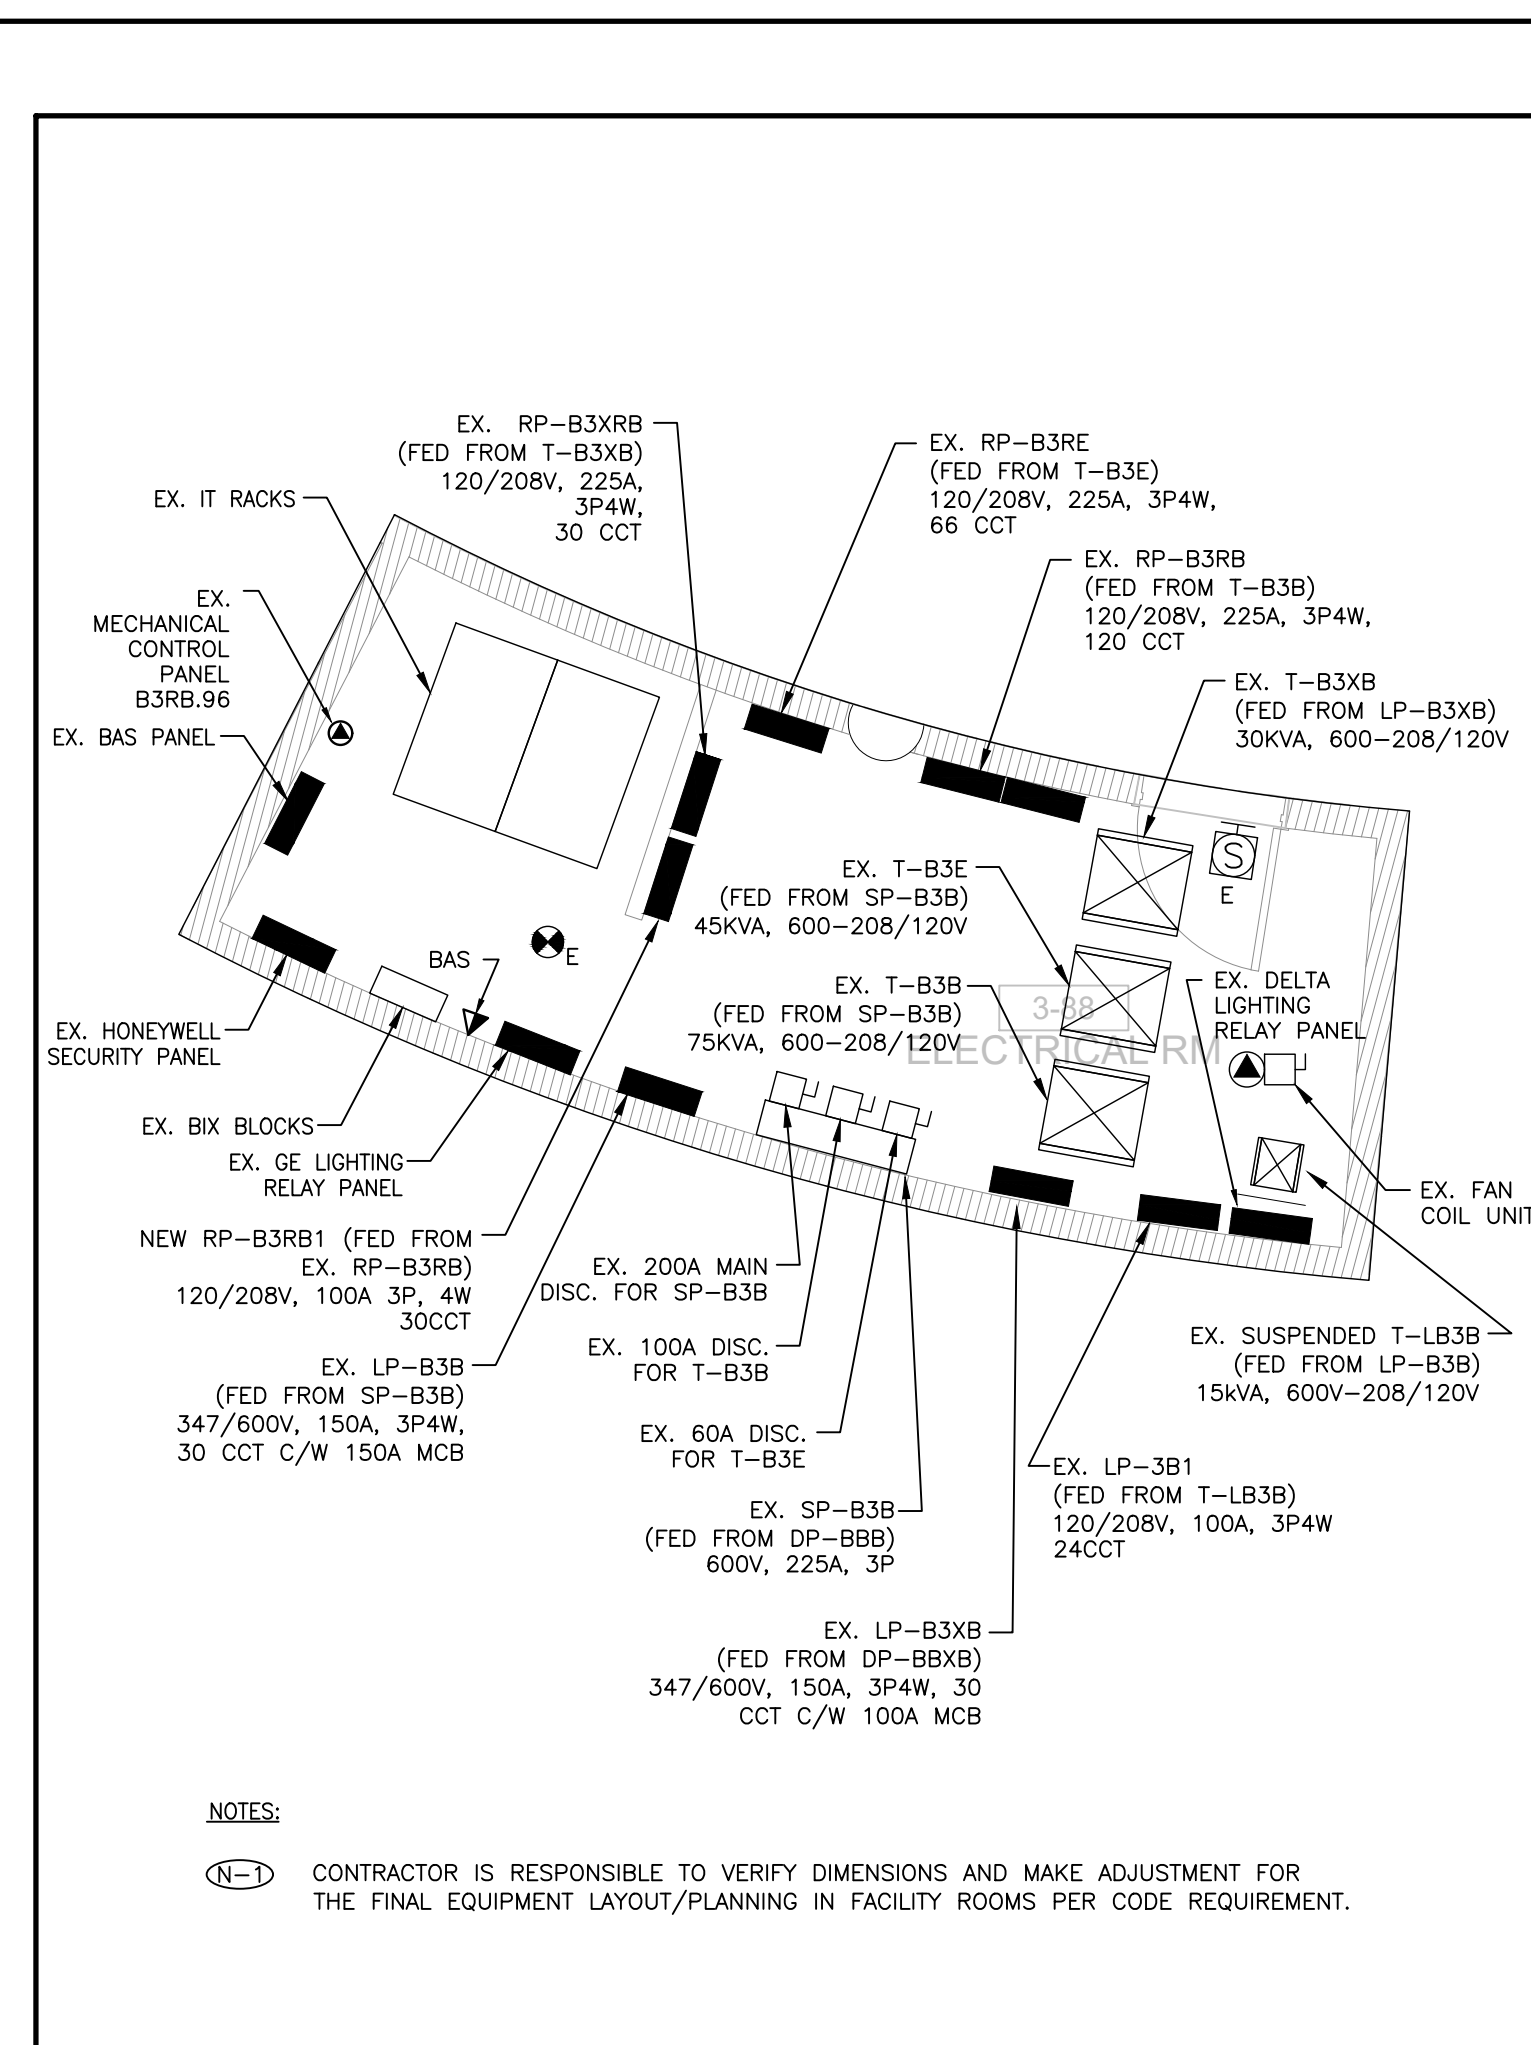 EX. RP-B3XRB
(FED FROM T-B3XB)
120/208V, 225A,
3P4W,
30 CCT
EX. RP-B3RE
(FED FROM T-B3E)
120/208V, 225A, 3P4W,
66 CCT
EX. IT RACKS
EX. RP-B3RB
(FED FROM T-B3B)
120/208V, 225A, 3P4W,
120 CCT
EX.
MECHANICAL
CONTROL
PANEL
B3RB.96
EX. T-B3XB
(FED FROM LP-B3XB)
30KVA, 600-208/120V
EX. BAS PANEL
S
E
EX. T-B3E
(FED FROM SP-B3B)
45KVA, 600-208/120V
E
BAS
EX. T-B3B
(FED FROM SP-B3B)
75KVA, 600-208/120V
3-88
ELECTRICAL RM
EX. DELTA
LIGHTING
RELAY PANEL
EX. HONEYWELL
SECURITY PANEL
EX. BIX BLOCKS
EX. GE LIGHTING
RELAY PANEL
EX. FAN
COIL UNIT
NEW RP-B3RB1 (FED FROM
EX. RP-B3RB)
120/208V, 100A 3P, 4W
30CCT
EX. 200A MAIN
DISC. FOR SP-B3B
EX. 100A DISC.
FOR T-B3B
EX. SUSPENDED T-LB3B
(FED FROM LP-B3B)
15kVA, 600V-208/120V
EX. LP-B3B
(FED FROM SP-B3B)
347/600V, 150A, 3P4W,
30 CCT C/W 150A MCB
EX. 60A DISC.
FOR T-B3E
EX. LP-3B1
(FED FROM T-LB3B)
120/208V, 100A, 3P4W
24CCT
EX. SP-B3B
(FED FROM DP-BBB)
600V, 225A, 3P
EX. LP-B3XB
(FED FROM DP-BBXB)
347/600V, 150A, 3P4W, 30
CCT C/W 100A MCB
NOTES:
N-1 CONTRACTOR IS RESPONSIBLE TO VERIFY DIMENSIONS AND MAKE ADJUSTMENT FOR
THE FINAL EQUIPMENT LAYOUT/PLANNING IN FACILITY ROOMS PER CODE REQUIREMENT.